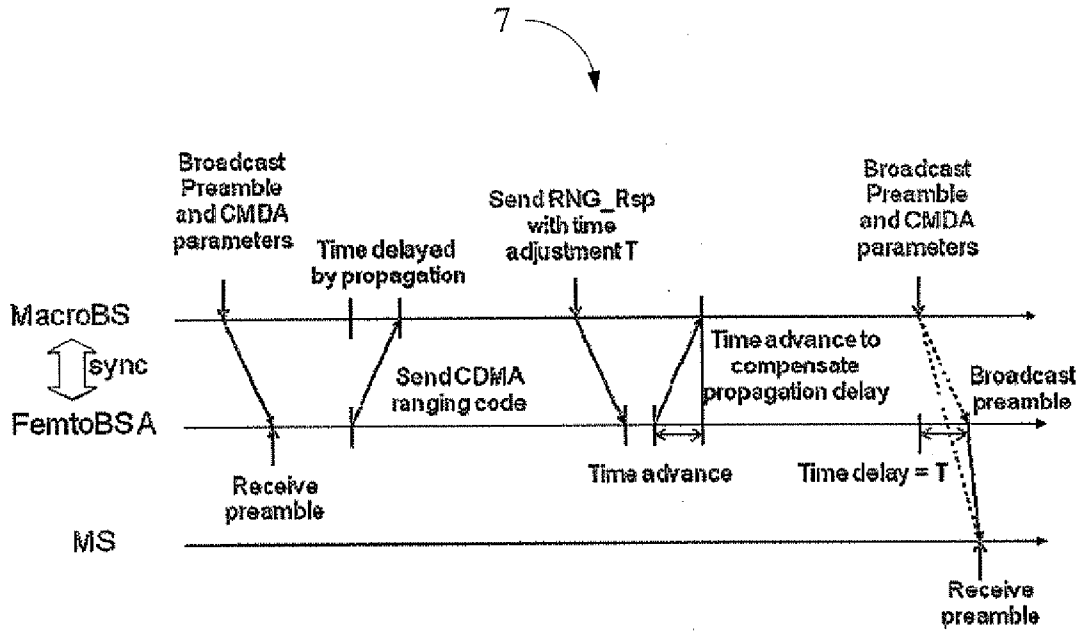 7
Broadcast
Preamble
and CMDA
parameters
Time delayed
by propagation
Send RNG_Rsp
with time
adjustment T
Broadcast
Preamble
and CMDA
parameters
MacroBS
sync
Send CDMA
ranging code
Time advance to
compensate
propagation delay
Broadcast
preamble
FemtoBS A
Receive
preamble
Time advance
Time delay = T
MS
Receive
preamble